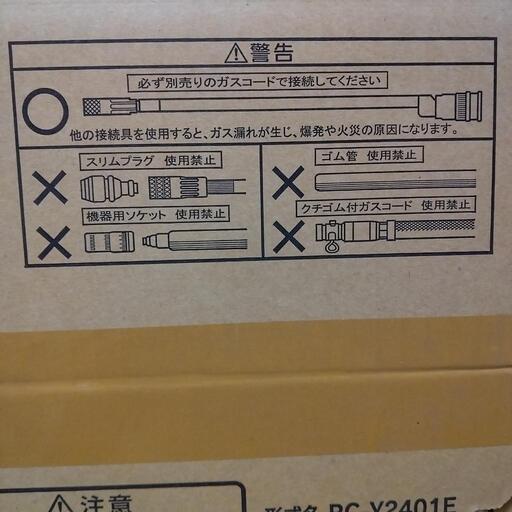 ⚠警告
必ず別売りのガスコードで接続してください
他の接続具を使用すると、ガス漏れが生じ、爆発や火災の原因になります。
スリムプラグ 使用禁止
ゴム管 使用禁止
機器用ソケット 使用禁止
クチゴム付ガスコード 使用禁止
⚠注意